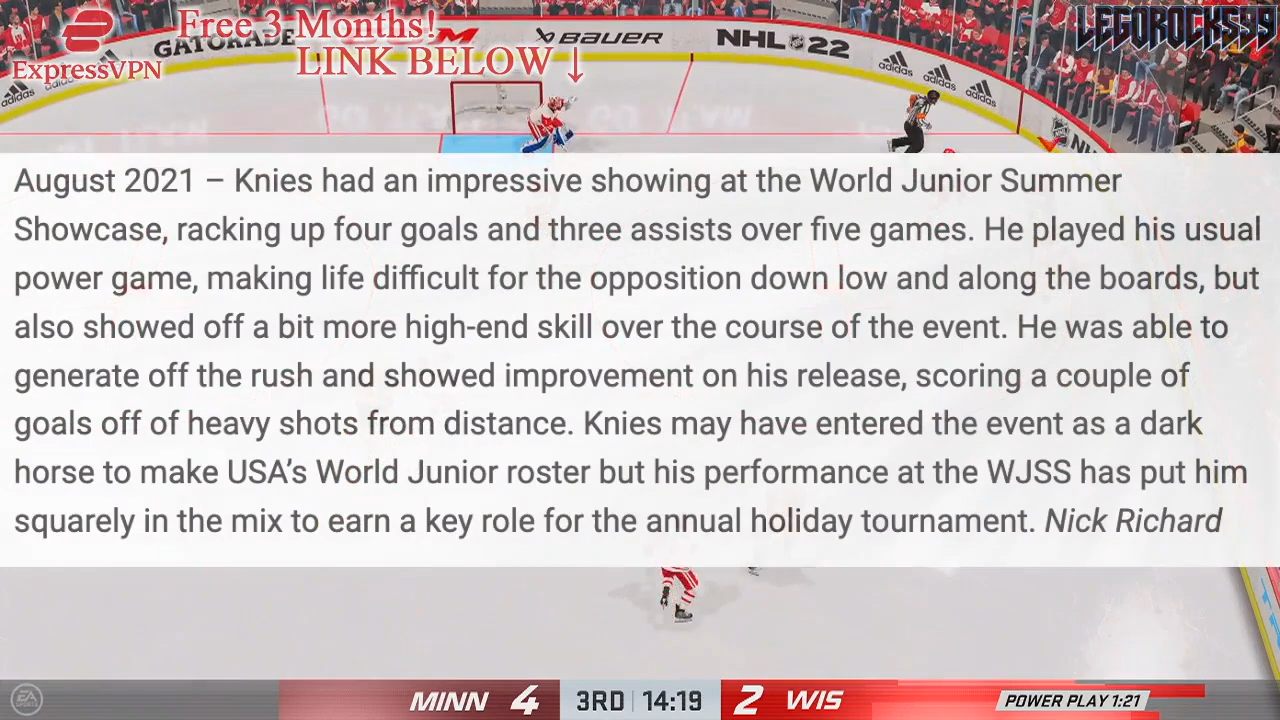 Free 3 Months!
LINK BELOW ↓
ExpressVPN
LEGOROCKS99
GATORADE
BAUER
NHL 22
adidas
adidas
adidas
adidas
adidas
NHL
August 2021 – Knies had an impressive showing at the World Junior Summer
Showcase, racking up four goals and three assists over five games. He played his usual
power game, making life difficult for the opposition down low and along the boards, but
also showed off a bit more high-end skill over the course of the event. He was able to
generate off the rush and showed improvement on his release, scoring a couple of
goals off of heavy shots from distance. Knies may have entered the event as a dark
horse to make USA’s World Junior roster but his performance at the WJSS has put him
squarely in the mix to earn a key role for the annual holiday tournament. Nick Richard
EA SPORTS
MINN 4 3RD 14:19 2 WIS POWER PLAY 1:21